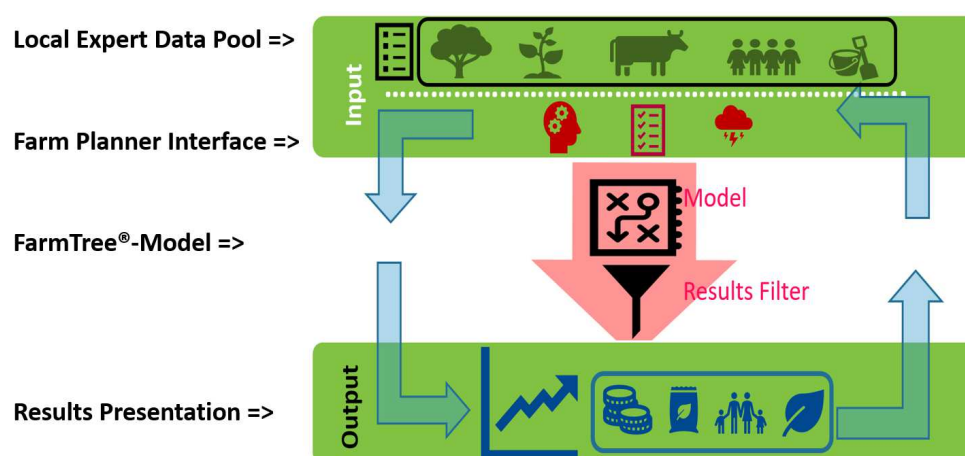 Local Expert Data Pool =>
Input
Farm Planner Interface =>
Model
FarmTree®-Model =>
Results Filter
Results Presentation =>
Output